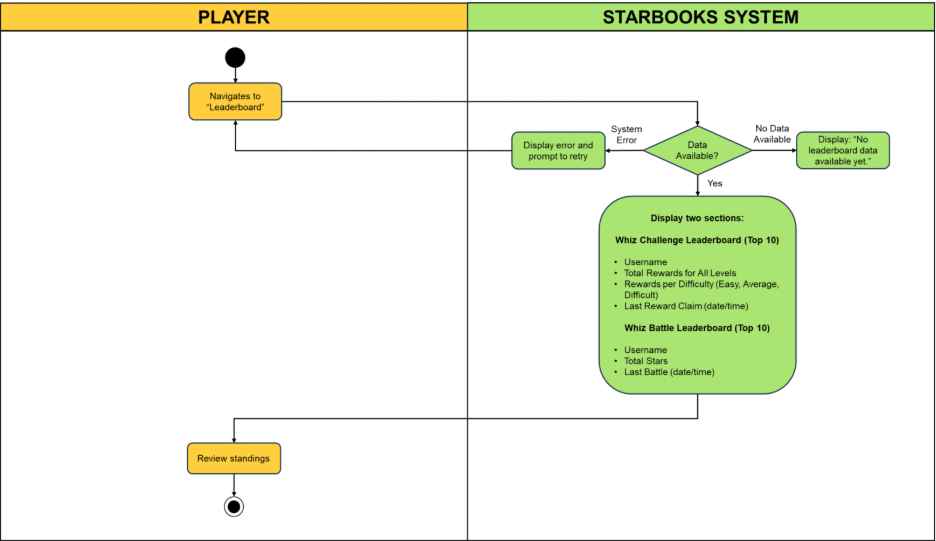 PLAYER
STARBOOKS SYSTEM
Navigates to
“Leaderboard”
System
Error
No Data
Available
Display error and
prompt to retry
Data
Available?
Display: “No
leaderboard data
available yet.”
Yes
Display two sections:
Whiz Challenge Leaderboard (Top 10)
• Username
• Total Rewards for All Levels
• Rewards per Difficulty (Easy, Average,
Difficult)
• Last Reward Claim (date/time)
Whiz Battle Leaderboard (Top 10)
• Username
• Total Stars
• Last Battle (date/time)
Review standings